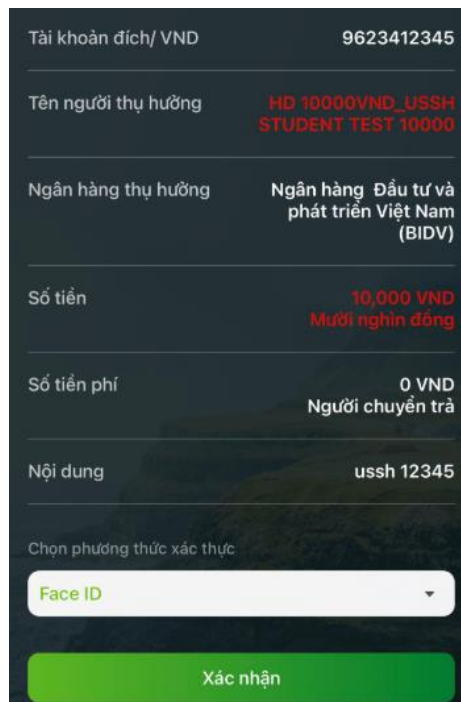 Tài khoản đích/ VND
9623412345
Tên người thụ hưởng
HD 10000VND_USSH
STUDENT TEST 10000
Ngân hàng thụ hưởng
Ngân hàng Đầu tư và
phát triển Việt Nam
(BIDV)
Số tiền
10,000 VND
Mười nghìn đồng
Số tiền phí
0 VND
Người chuyển trả
Nội dung
ussh 12345
Chọn phương thức xác thực
Face ID
Xác nhận